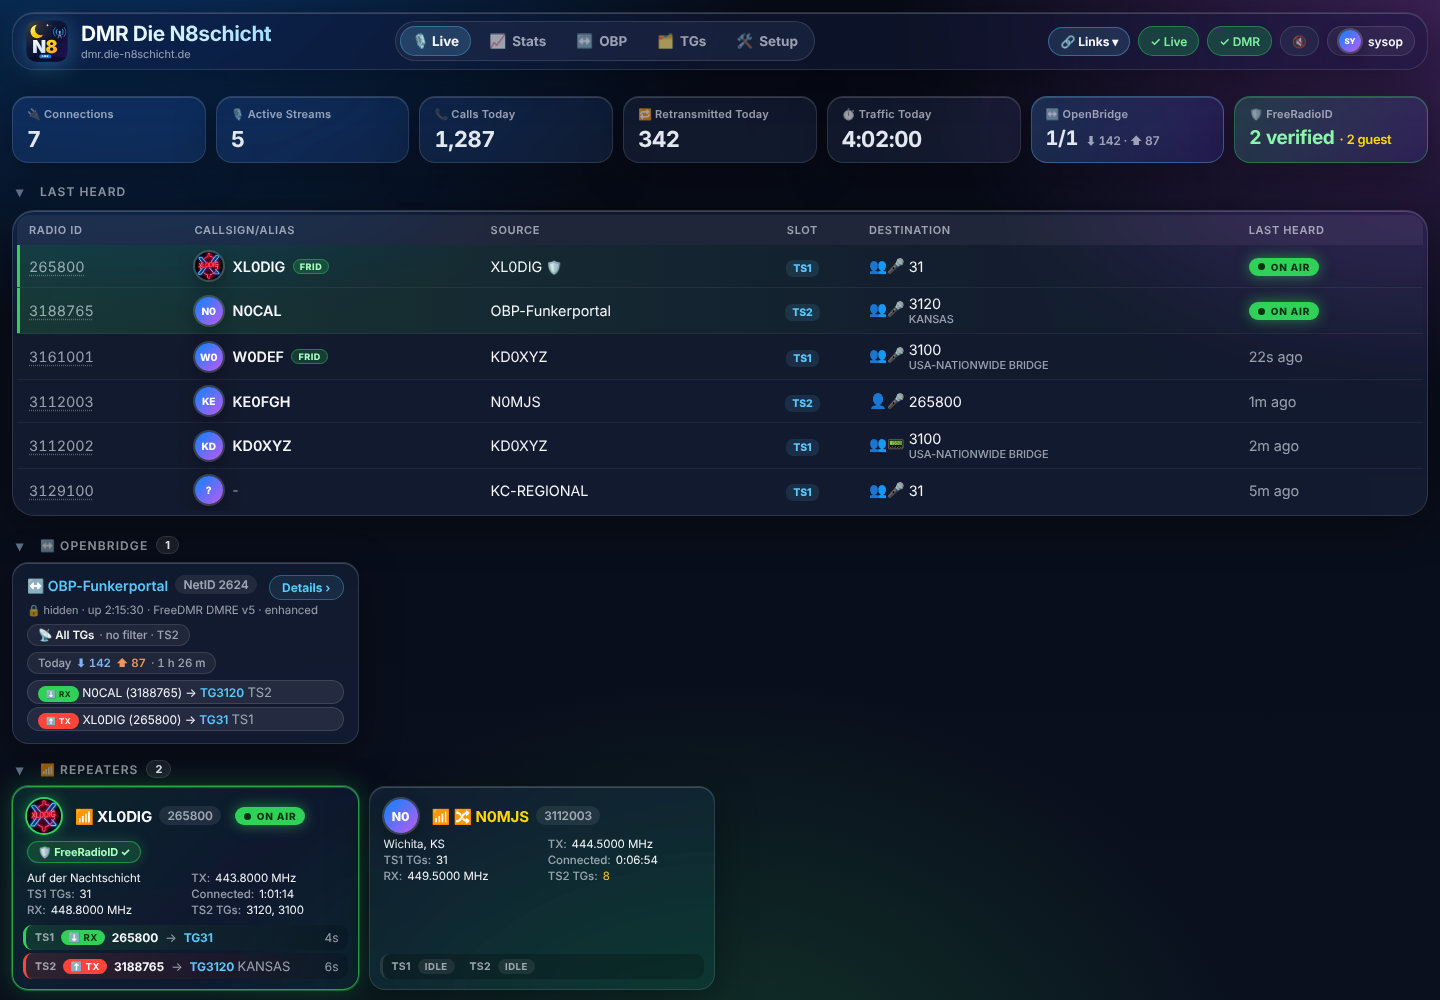 N8
DMR Die N8schicht
dmr.die-n8schicht.de
Live
Stats
OBP
TGs
Setup
Links ▾
✓ Live
✓ DMR
SY
sysop
Connections
7
Active Streams
5
Calls Today
1,287
Retransmitted Today
342
Traffic Today
4:02:00
OpenBridge
1/1 ⬇ 142 · ⬆ 87
FreeRadioID
2 verified · 2 guest
▼ LAST HEARD
RADIO ID CALLSIGN/ALIAS SOURCE SLOT DESTINATION LAST HEARD
265800 XL0DIG XL0DIG FRID XL0DIG TS1 31 ON AIR
3188765 N0 N0CAL OBP-Funkerportal TS2 3120 ON AIR
KANSAS
3161001 W0 W0DEF FRID KD0XYZ TS1 3100 22s ago
USA-NATIONWIDE BRIDGE
3112003 KE KE0FGH N0MJS TS2 265800 1m ago
3112002 KD KD0XYZ KD0XYZ TS1 3100 2m ago
USA-NATIONWIDE BRIDGE
3129100 ? - KC-REGIONAL TS1 31 5m ago
▼ OPENBRIDGE 1
OBP-Funkerportal NetID 2624 Details ›
hidden · up 2:15:30 · FreeDMR DMRE v5 · enhanced
All TGs · no filter · TS2
Today ⬇ 142 ⬆ 87 · 1 h 26 m
RX N0CAL (3188765) → TG3120 TS2
TX XL0DIG (265800) → TG31 TS1
▼ REPEATERS 2
XL0DIG XL0DIG 265800 ON AIR
FreeRadioID ✓
Auf der Nachtschicht TX: 443.8000 MHz
TS1 TGs: 31 Connected: 1:01:14
RX: 448.8000 MHz TS2 TGs: 3120, 3100
TS1 RX 265800 → TG31 4s
TS2 TX 3188765 → TG3120 KANSAS 6s
N0 N0MJS 3112003
Wichita, KS TX: 444.5000 MHz
TS1 TGs: 31 Connected: 0:06:54
RX: 449.5000 MHz TS2 TGs: 8
TS1 IDLE TS2 IDLE